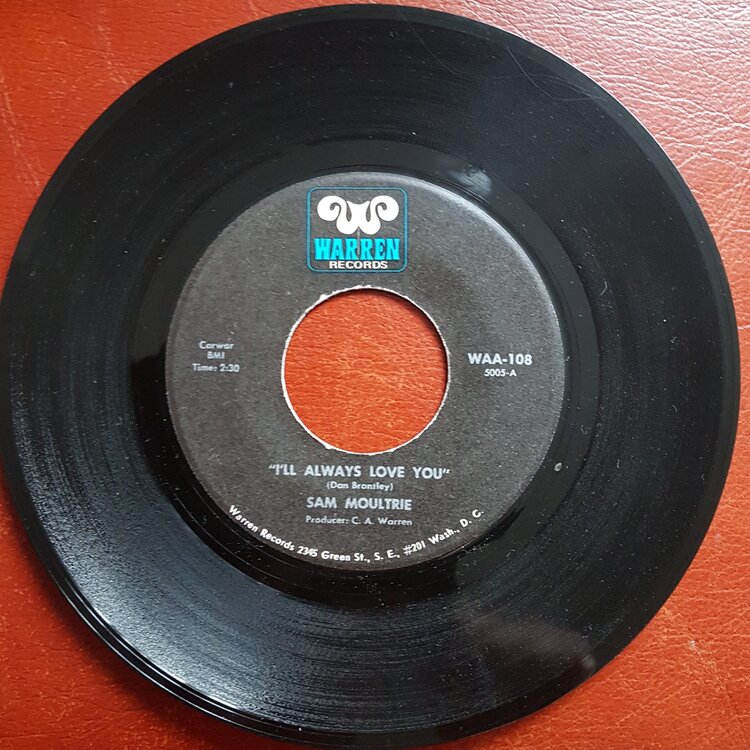 WARREN
RECORDS
Carwar
BMI
Time: 2:30
WAA-108
5005-A
"I'LL ALWAYS LOVE YOU"
(Dan Brantley)
SAM MOULTRIE
Producer: C. A. Warren
Warren Records 2345 Green St., S. E., #201 Wash., D. C.